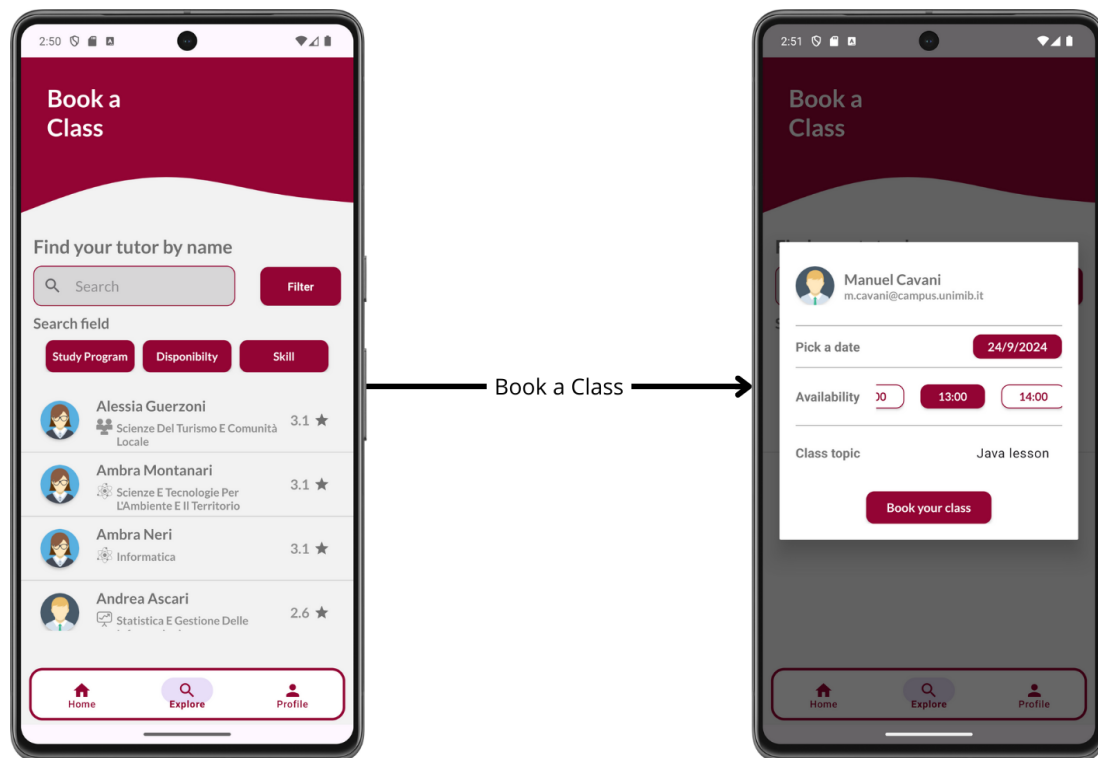 2:50
Book a
Class
Find your tutor by name
Search
Filter
Search field
Study Program
Disponibilty
Skill
Alessia Guerzoni
Scienze Del Turismo E Comunità
Locale
3.1
Ambra Montanari
Scienze E Tecnologie Per
L'Ambiente E Il Territorio
3.1
Ambra Neri
Informatica
3.1
Andrea Ascari
Statistica E Gestione Delle
2.6
Home
Explore
Profile
Book a Class
2:51
Book a
Class
Manuel Cavani
m.cavani@campus.unimib.it
Pick a date
24/9/2024
Availability
13:00
14:00
Class topic
Java lesson
Book your class
Home
Explore
Profile